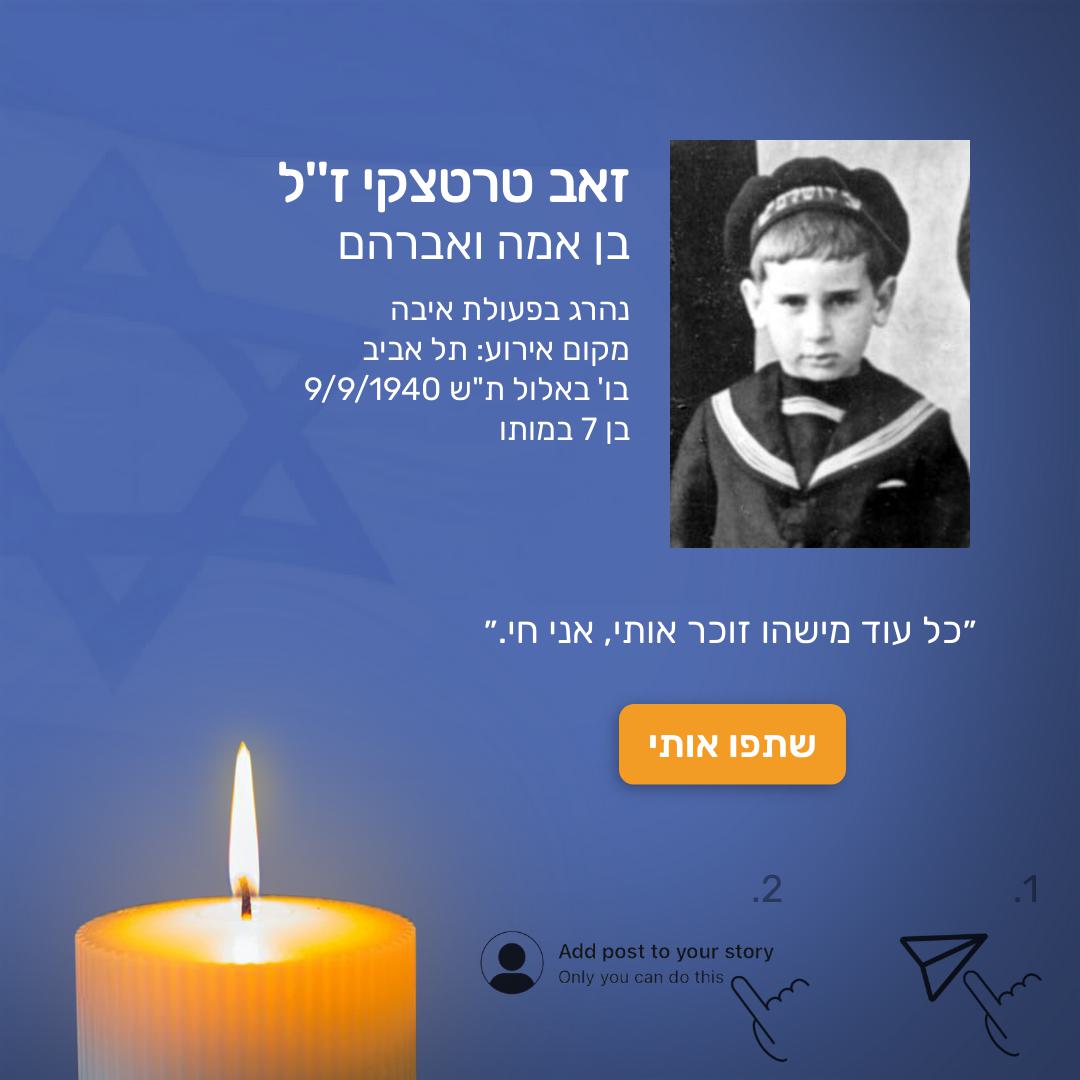 זאב טרטצקי ז"ל
בן אמה ואברהם
נהרג בפעולת איבה
מקום אירוע: תל אביב
בו' באלול ת"ש 9/9/1940
בן 7 במותו
״כל עוד מישהו זוכר אותי, אני חי.״
שתפו אותי
1.
2.
Add post to your story
Only you can do this